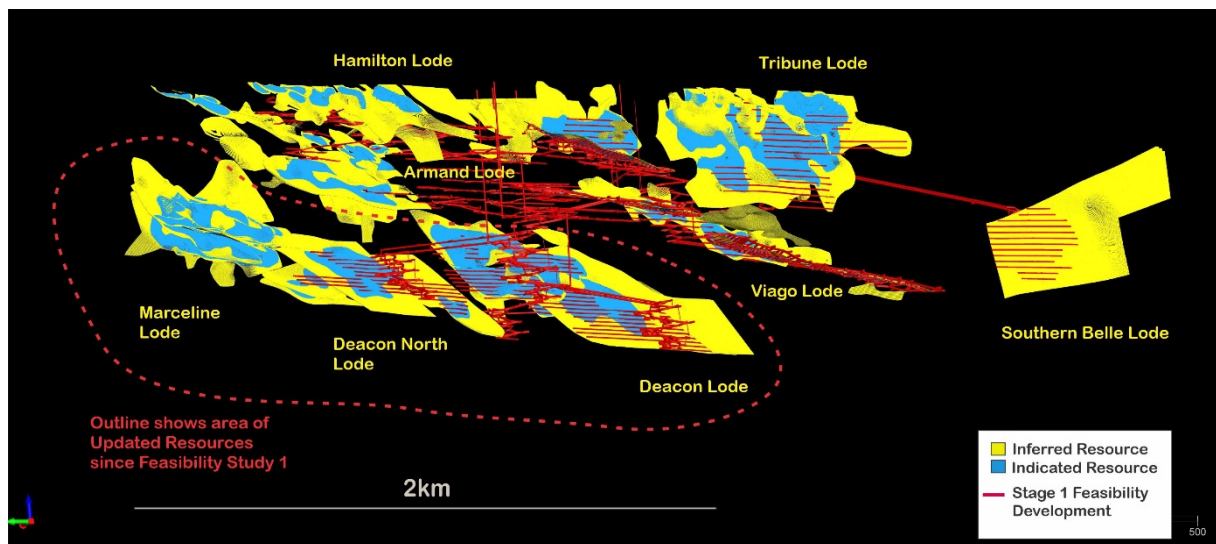 Hamilton Lode
Tribune Lode
Armand Lode
Viago Lode
Marceline
Lode
Southern Belle Lode
Deacon North
Lode
Deacon Lode
Outline shows area of
Updated Resources
since Feasibility Study 1
2km
Inferred Resource
Indicated Resource
Stage 1 Feasibility
Development
500